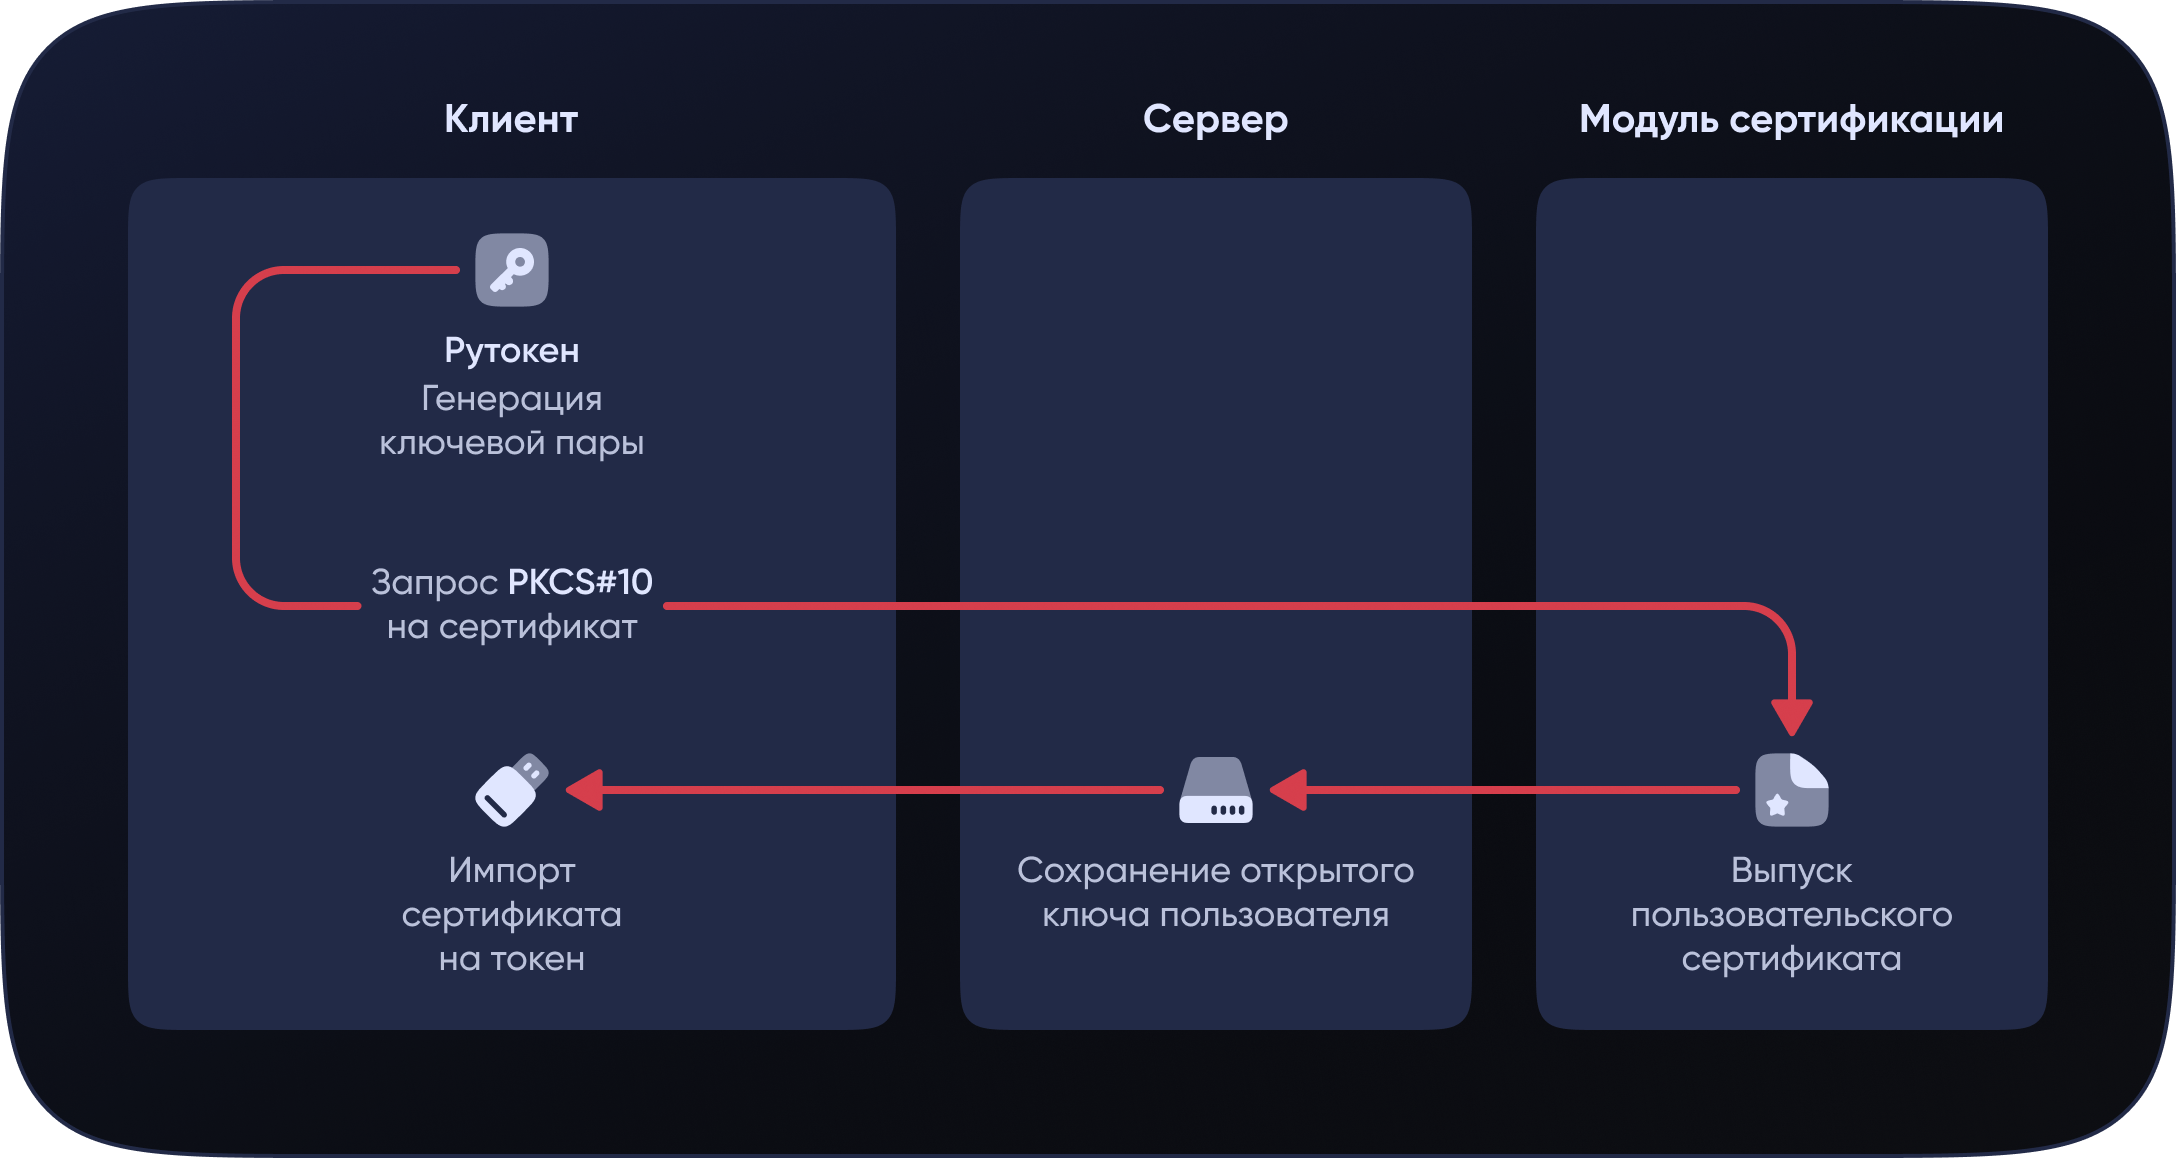 Клиент
Сервер
Модуль сертификации
Рутокен
Генерация
ключевой пары
Запрос PKCS#10
на сертификат
Импорт
сертификата
на токен
Сохранение открытого
ключа пользователя
Выпуск
пользовательского
сертификата